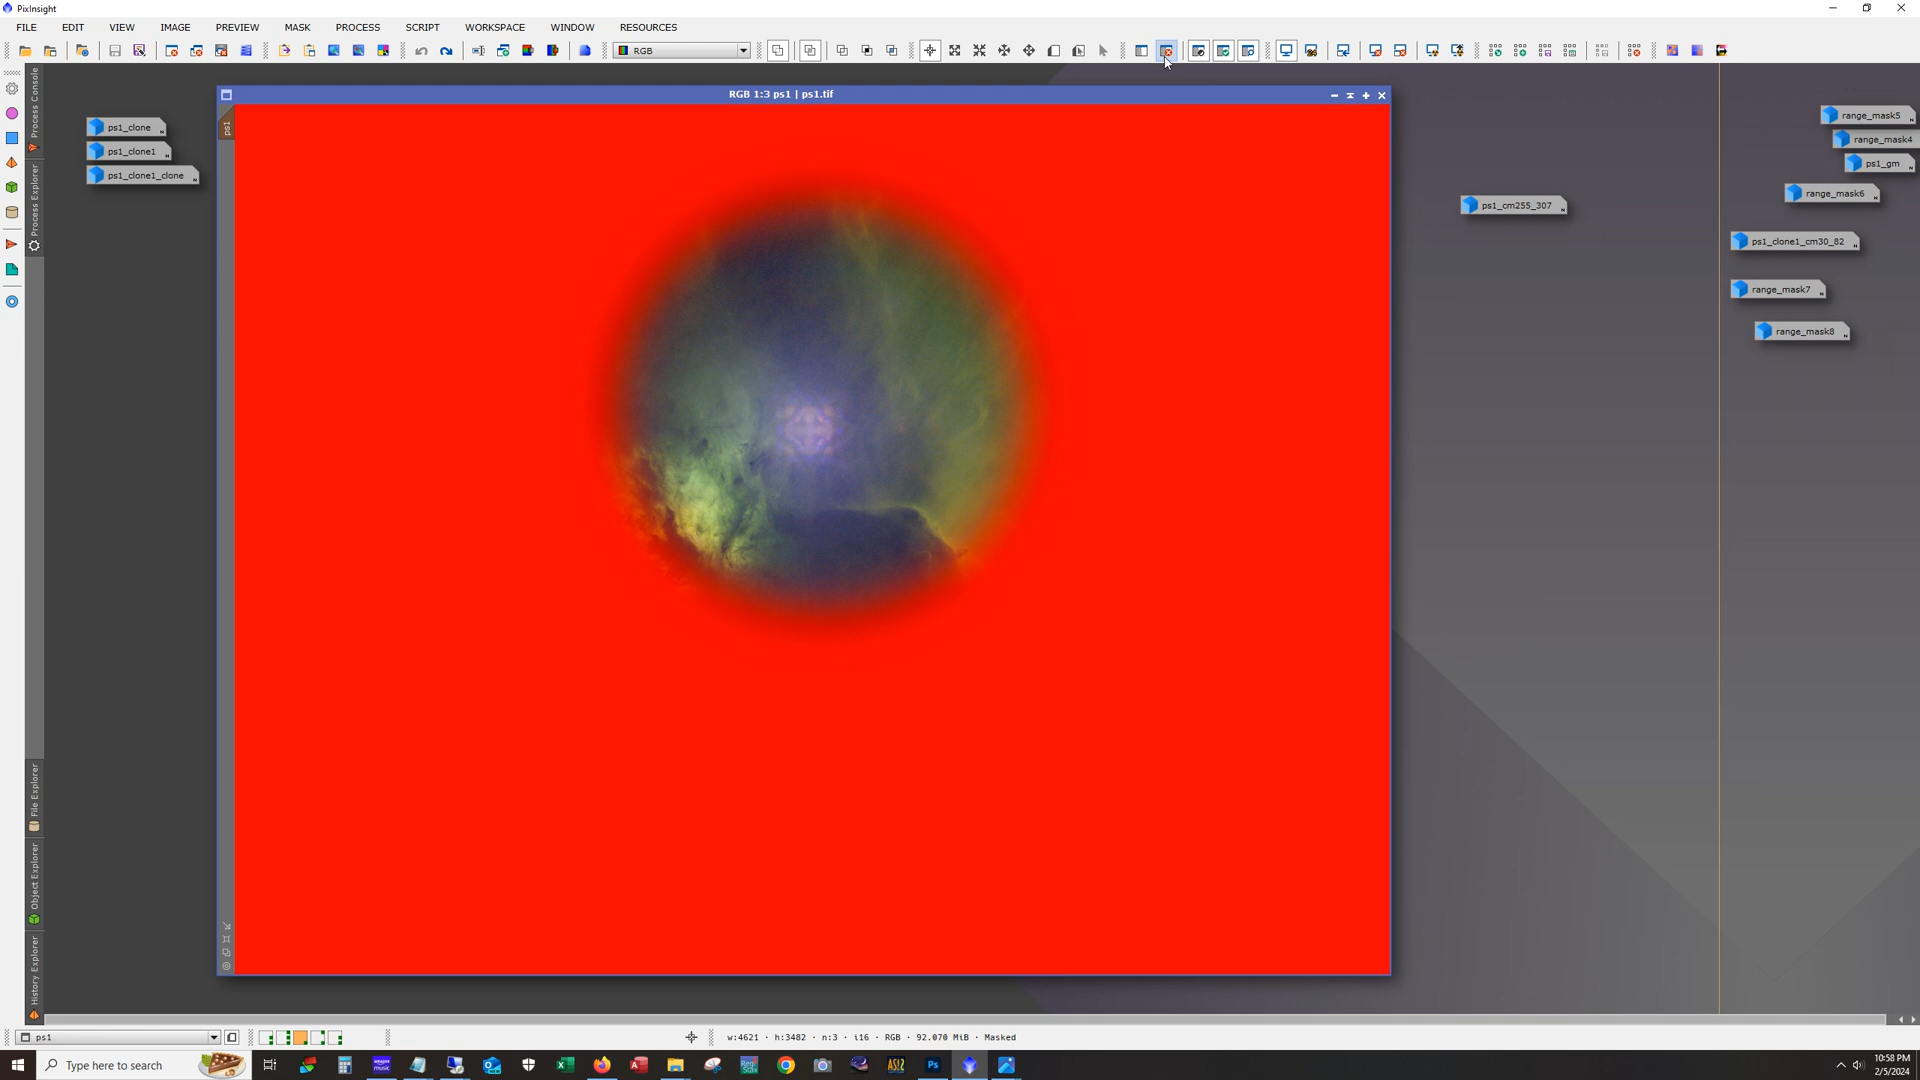 PixInsight
FILE EDIT VIEW IMAGE PREVIEW PROCESS SCRIPT MASK WORKSPACE WINDOW RESOURCES
RGB
RGB 1:3 ps1 | ps1.tif
ps1
Process Console
Process Explorer
File Explorer
Object Explorer
History Explorer
ps1_clone
ps1_clone1
ps1_clone1_clone
range_mask5
range_mask4
ps1_gm
range_mask6
ps1_cm255_307
ps1_clone1_cm30_82
range_mask7
range_mask8
ps1
w:4621 · h:3482 · n:3 · i16 · RGB · 92.070 MiB · Masked
Type here to search
Ps
10:58 PM
2/5/2024